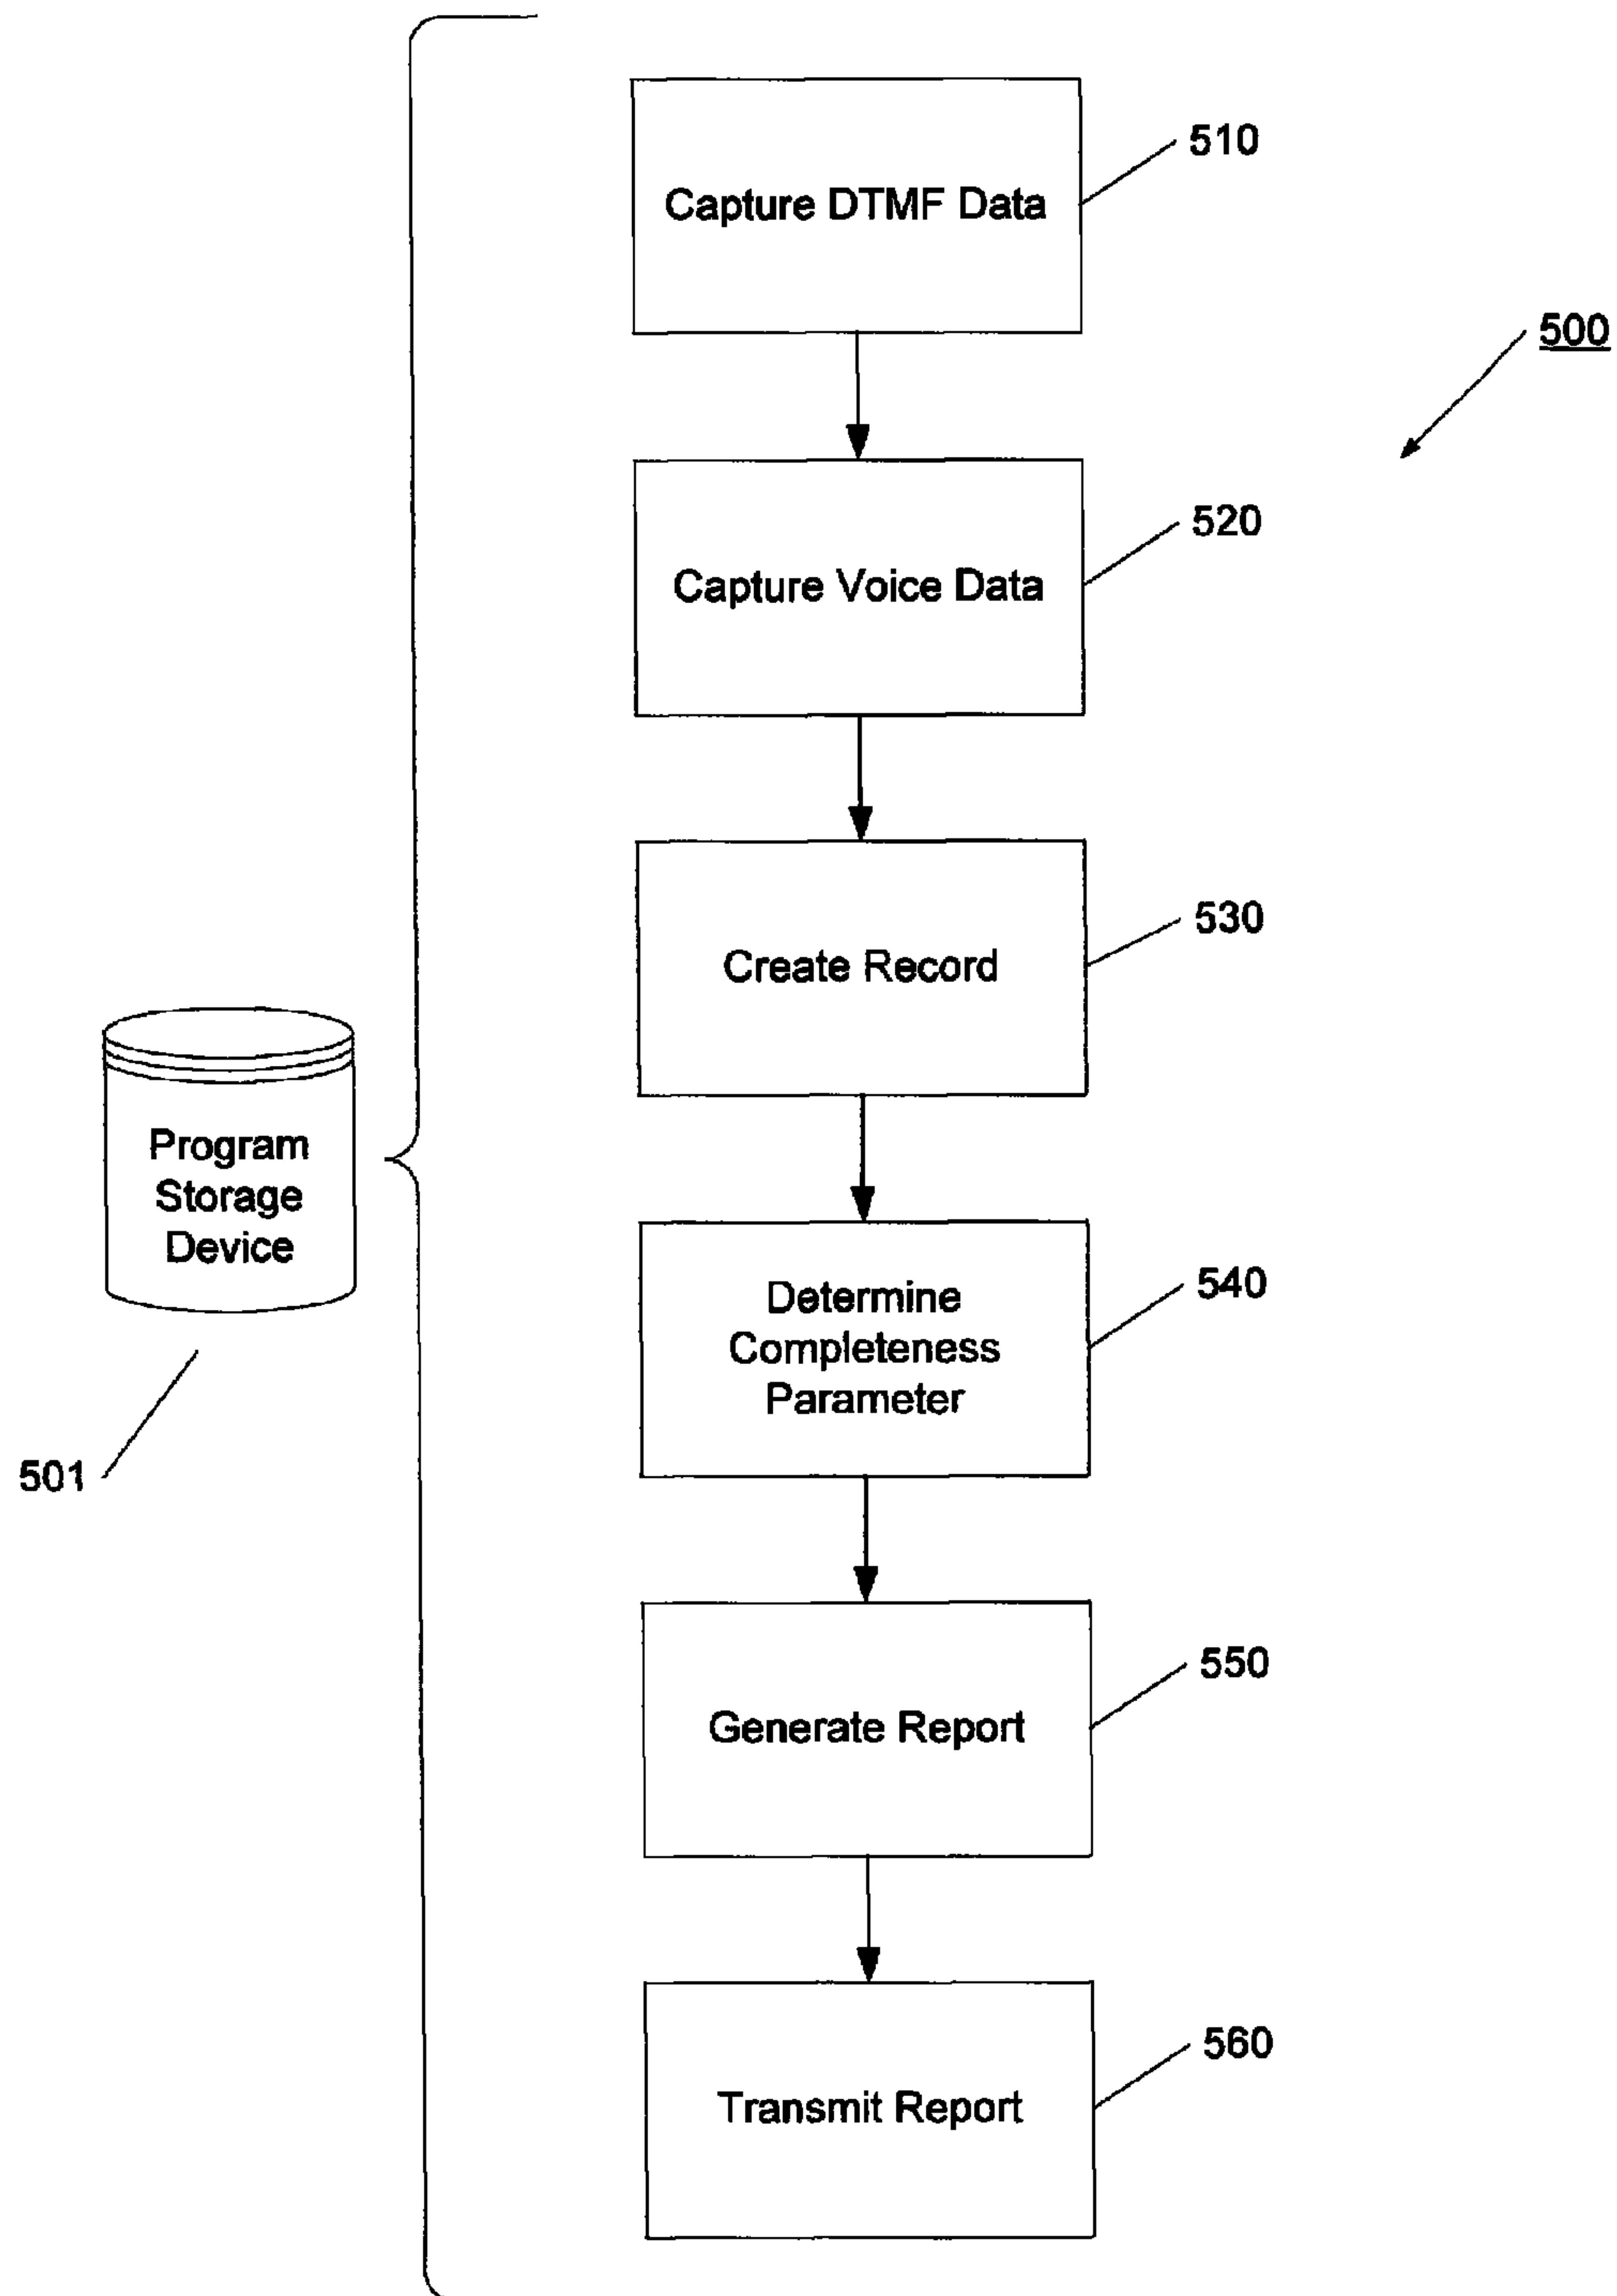 Capture DTMF Data
510
500
Capture Voice Data
520
Create Record
530
Program
Storage
Device
501
Determine
Completeness
Parameter
540
Generate Report
550
Transmit Report
560